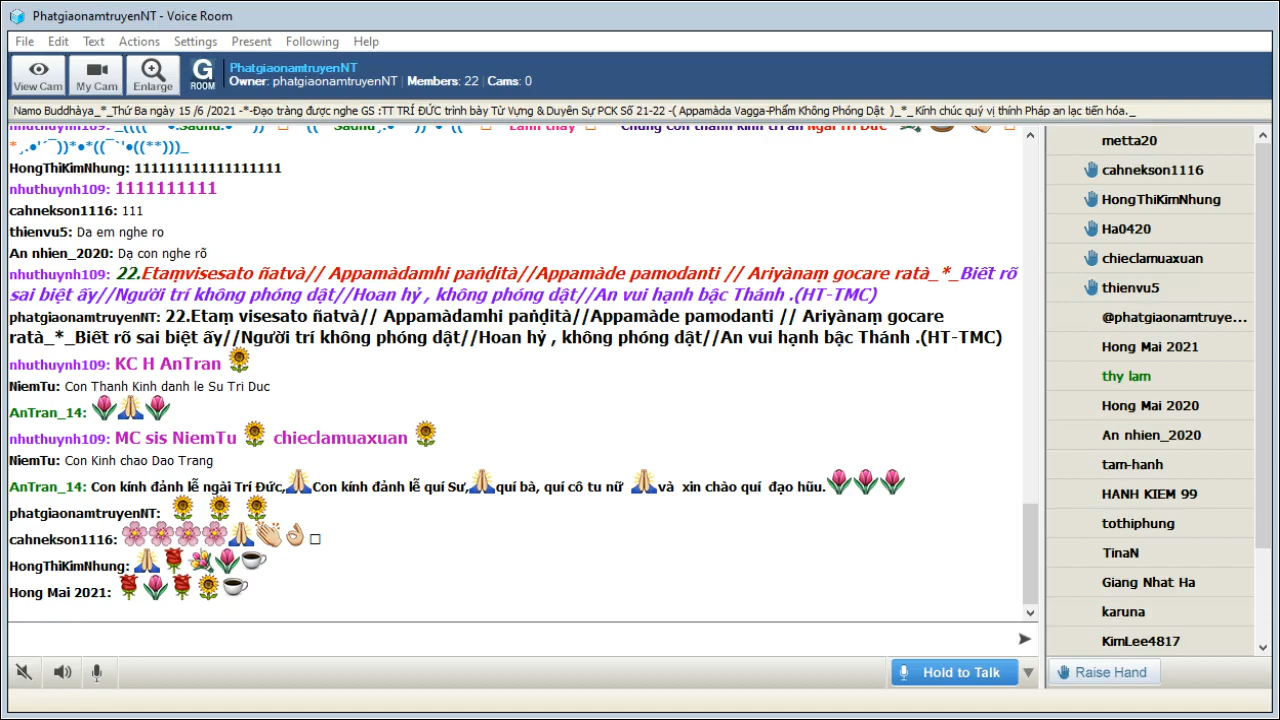 PhatgiaonamtruyenNT - Voice Room
File Edit Text Actions Settings Present Following Help
View Cam
My Cam
Enlarge
G ROOM
PhatgiaonamtruyenNT
Owner: phatgiaonamtruyenNT | Members: 22 | Cams: 0
Namo Buddhàya_*_Thứ Ba ngày 15 /6 /2021 -*-Đạo tràng được nghe GS :TT TRÍ ĐỨC trình bày Từ Vựng & Duyên Sự PCK Số 21-22 -( Appamàda Vagga-Phẩm Không Phóng Dật )_*_ Kính chúc quý vị thính Pháp an lạc tiến hóa._
HongThiKimNhung: 111111111111111111
nhuthuynh109: 1111111111
cahnekson1116: 111
thienvu5: Da em nghe ro
An nhien_2020: Dạ con nghe rõ
nhuthuynh109: 22.Etaṃvisesato ñatvà// Appamàdamhi paṇḍità//Appamàde pamodanti // Ariyànaṃ gocare ratà_*_Biết rõ
sai biệt ấy//Người trí không phóng dật//Hoan hỷ , không phóng dật//An vui hạnh bậc Thánh .(HT-TMC)
phatgiaonamtruyenNT: 22.Etaṃ visesato ñatvà// Appamàdamhi paṇḍità//Appamàde pamodanti // Ariyànaṃ gocare
ratà_*_Biết rõ sai biệt ấy//Người trí không phóng dật//Hoan hỷ , không phóng dật//An vui hạnh bậc Thánh .(HT-TMC)
nhuthuynh109: KC H AnTran
NiemTu: Con Thanh Kinh danh le Su Tri Duc
AnTran_14:
nhuthuynh109: MC sis NiemTu chieclamuaxuan
NiemTu: Con Kinh chao Dao Trang
AnTran_14: Con kính đảnh lễ ngài Trí Đức, Con kính đảnh lễ quí Sư, quí bà, quí cô tu nữ và xin chào quí đạo hữu.
phatgiaonamtruyenNT:
cahnekson1116:
HongThiKimNhung:
Hong Mai 2021:
metta20
cahnekson1116
HongThiKimNhung
Ha0420
chieclamuaxuan
thienvu5
@phatgiaonamtruye...
Hong Mai 2021
thy lam
Hong Mai 2020
An nhien_2020
tam-hanh
HANH KIEM 99
tothiphung
TinaN
Giang Nhat Ha
karuna
KimLee4817
Hold to Talk
Raise Hand